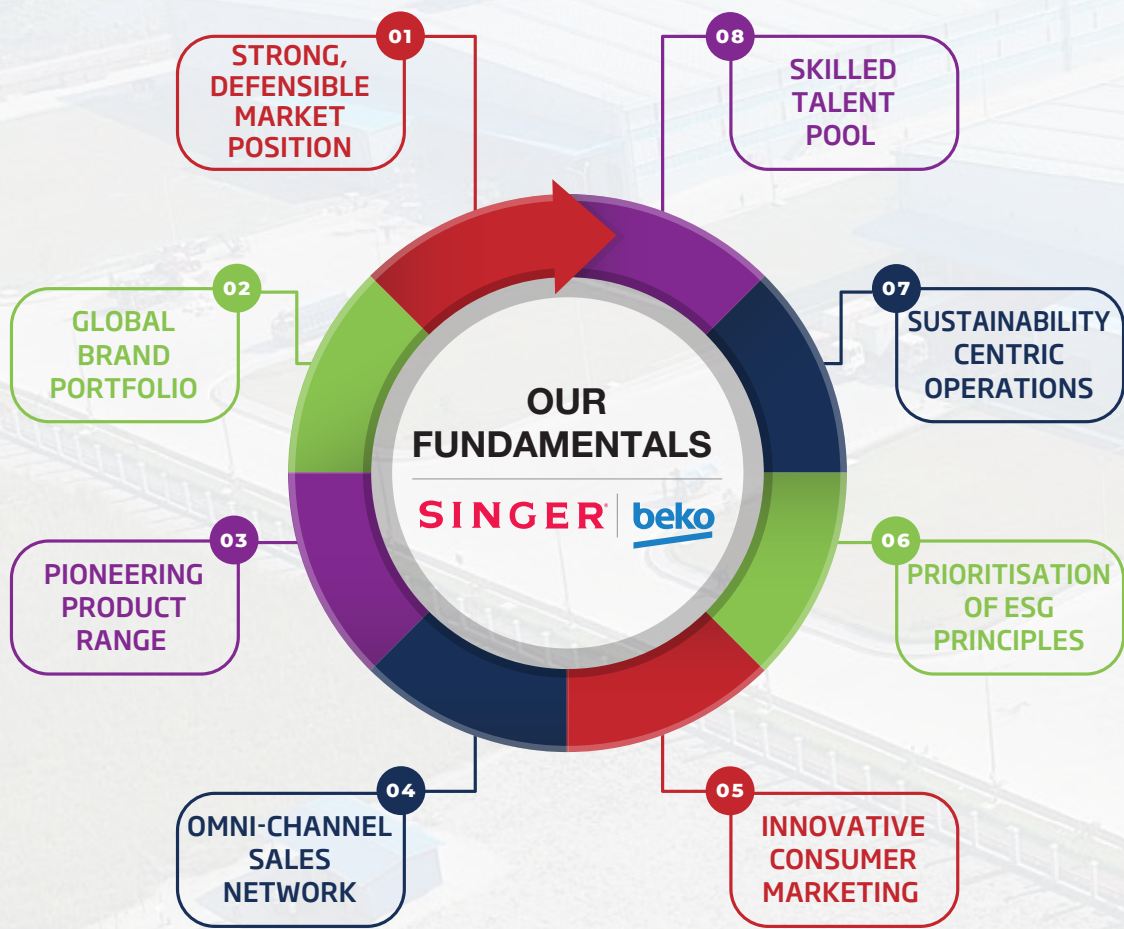 01
STRONG,
DEFENSIBLE
MARKET
POSITION
02
GLOBAL
BRAND
PORTFOLIO
03
PIONEERING
PRODUCT
RANGE
04
OMNI-CHANNEL
SALES
NETWORK
05
INNOVATIVE
CONSUMER
MARKETING
06
PRIORITISATION
OF ESG
PRINCIPLES
07
SUSTAINABILITY
CENTRIC
OPERATIONS
08
SKILLED
TALENT
POOL
OUR
FUNDAMENTALS
SINGER® | beko